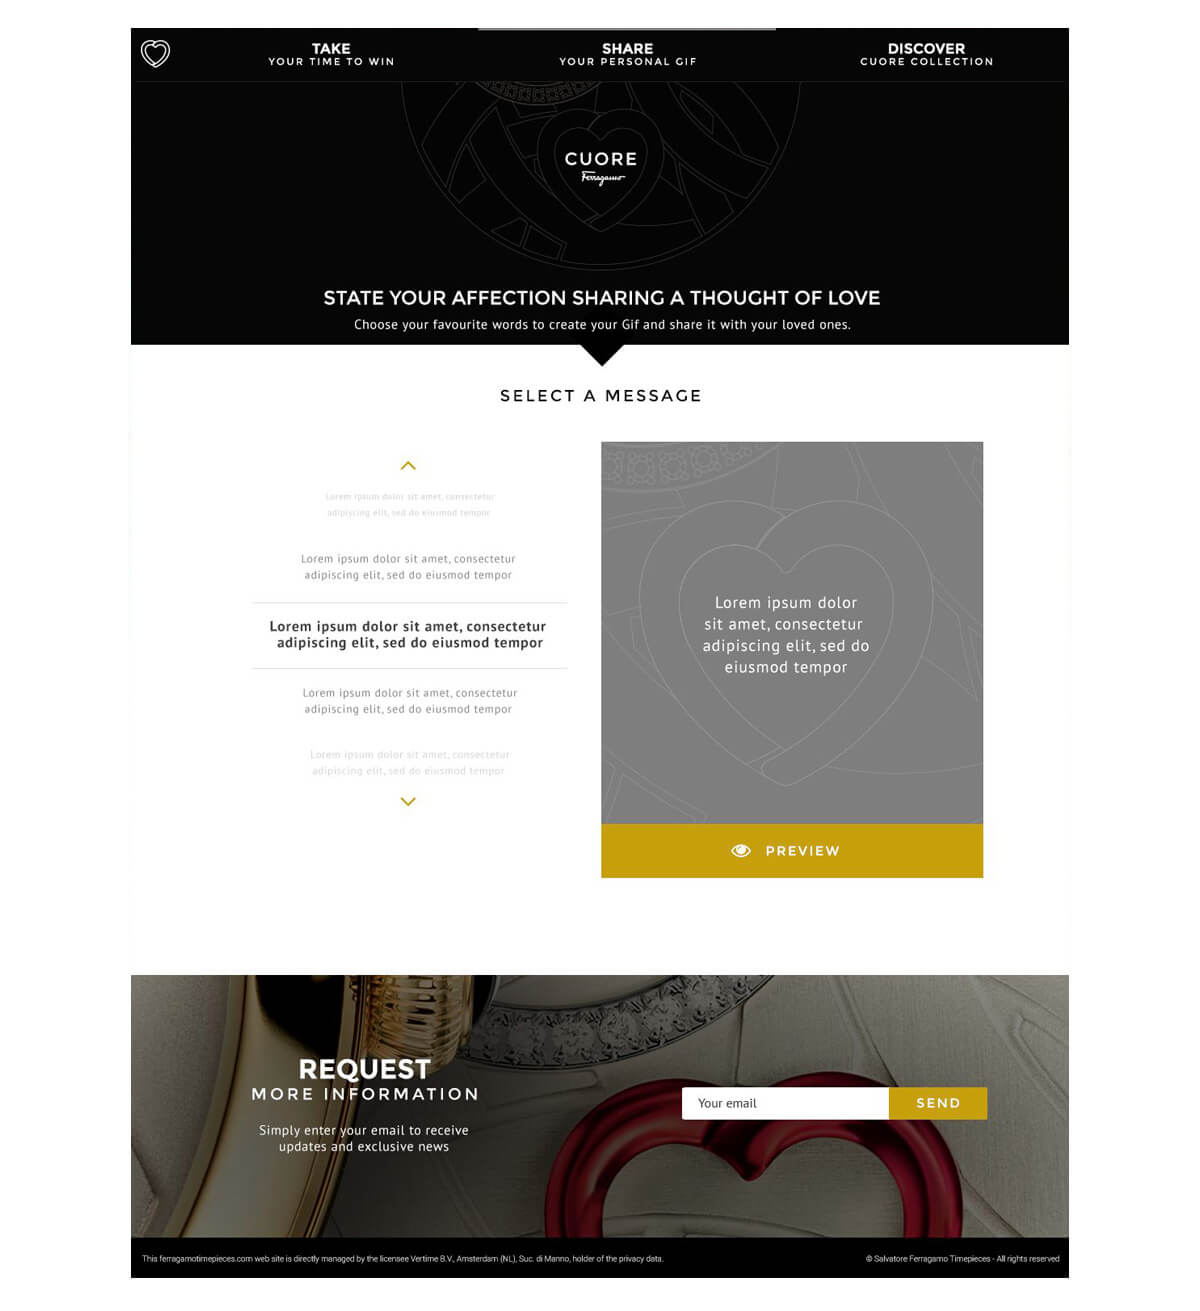 TAKE
YOUR TIME TO WIN
SHARE
YOUR PERSONAL GIF
DISCOVER
CUORE COLLECTION
CUORE
Ferragamo
STATE YOUR AFFECTION SHARING A THOUGHT OF LOVE
Choose your favourite words to create your Gif and share it with your loved ones.
SELECT A MESSAGE
Lorem ipsum dolor sit amet, consectetur
adipiscing elit, sed do eiusmod tempor
Lorem ipsum dolor sit amet, consectetur
adipiscing elit, sed do eiusmod tempor
Lorem ipsum dolor sit amet, consectetur
adipiscing elit, sed do eiusmod tempor
Lorem ipsum dolor sit amet, consectetur
adipiscing elit, sed do eiusmod tempor
Lorem ipsum dolor sit amet, consectetur
adipiscing elit, sed do eiusmod tempor
Lorem ipsum dolor
sit amet, consectetur
adipiscing elit, sed do
eiusmod tempor
PREVIEW
REQUEST
MORE INFORMATION
Simply enter your email to receive
updates and exclusive news
Your email
SEND
This ferragamotimepieces.com web site is directly managed by the licensee Vertime B.V., Amsterdam (NL), Suc. di Manno, holder of the privacy data.
© Salvatore Ferragamo Timepieces - All rights reserved